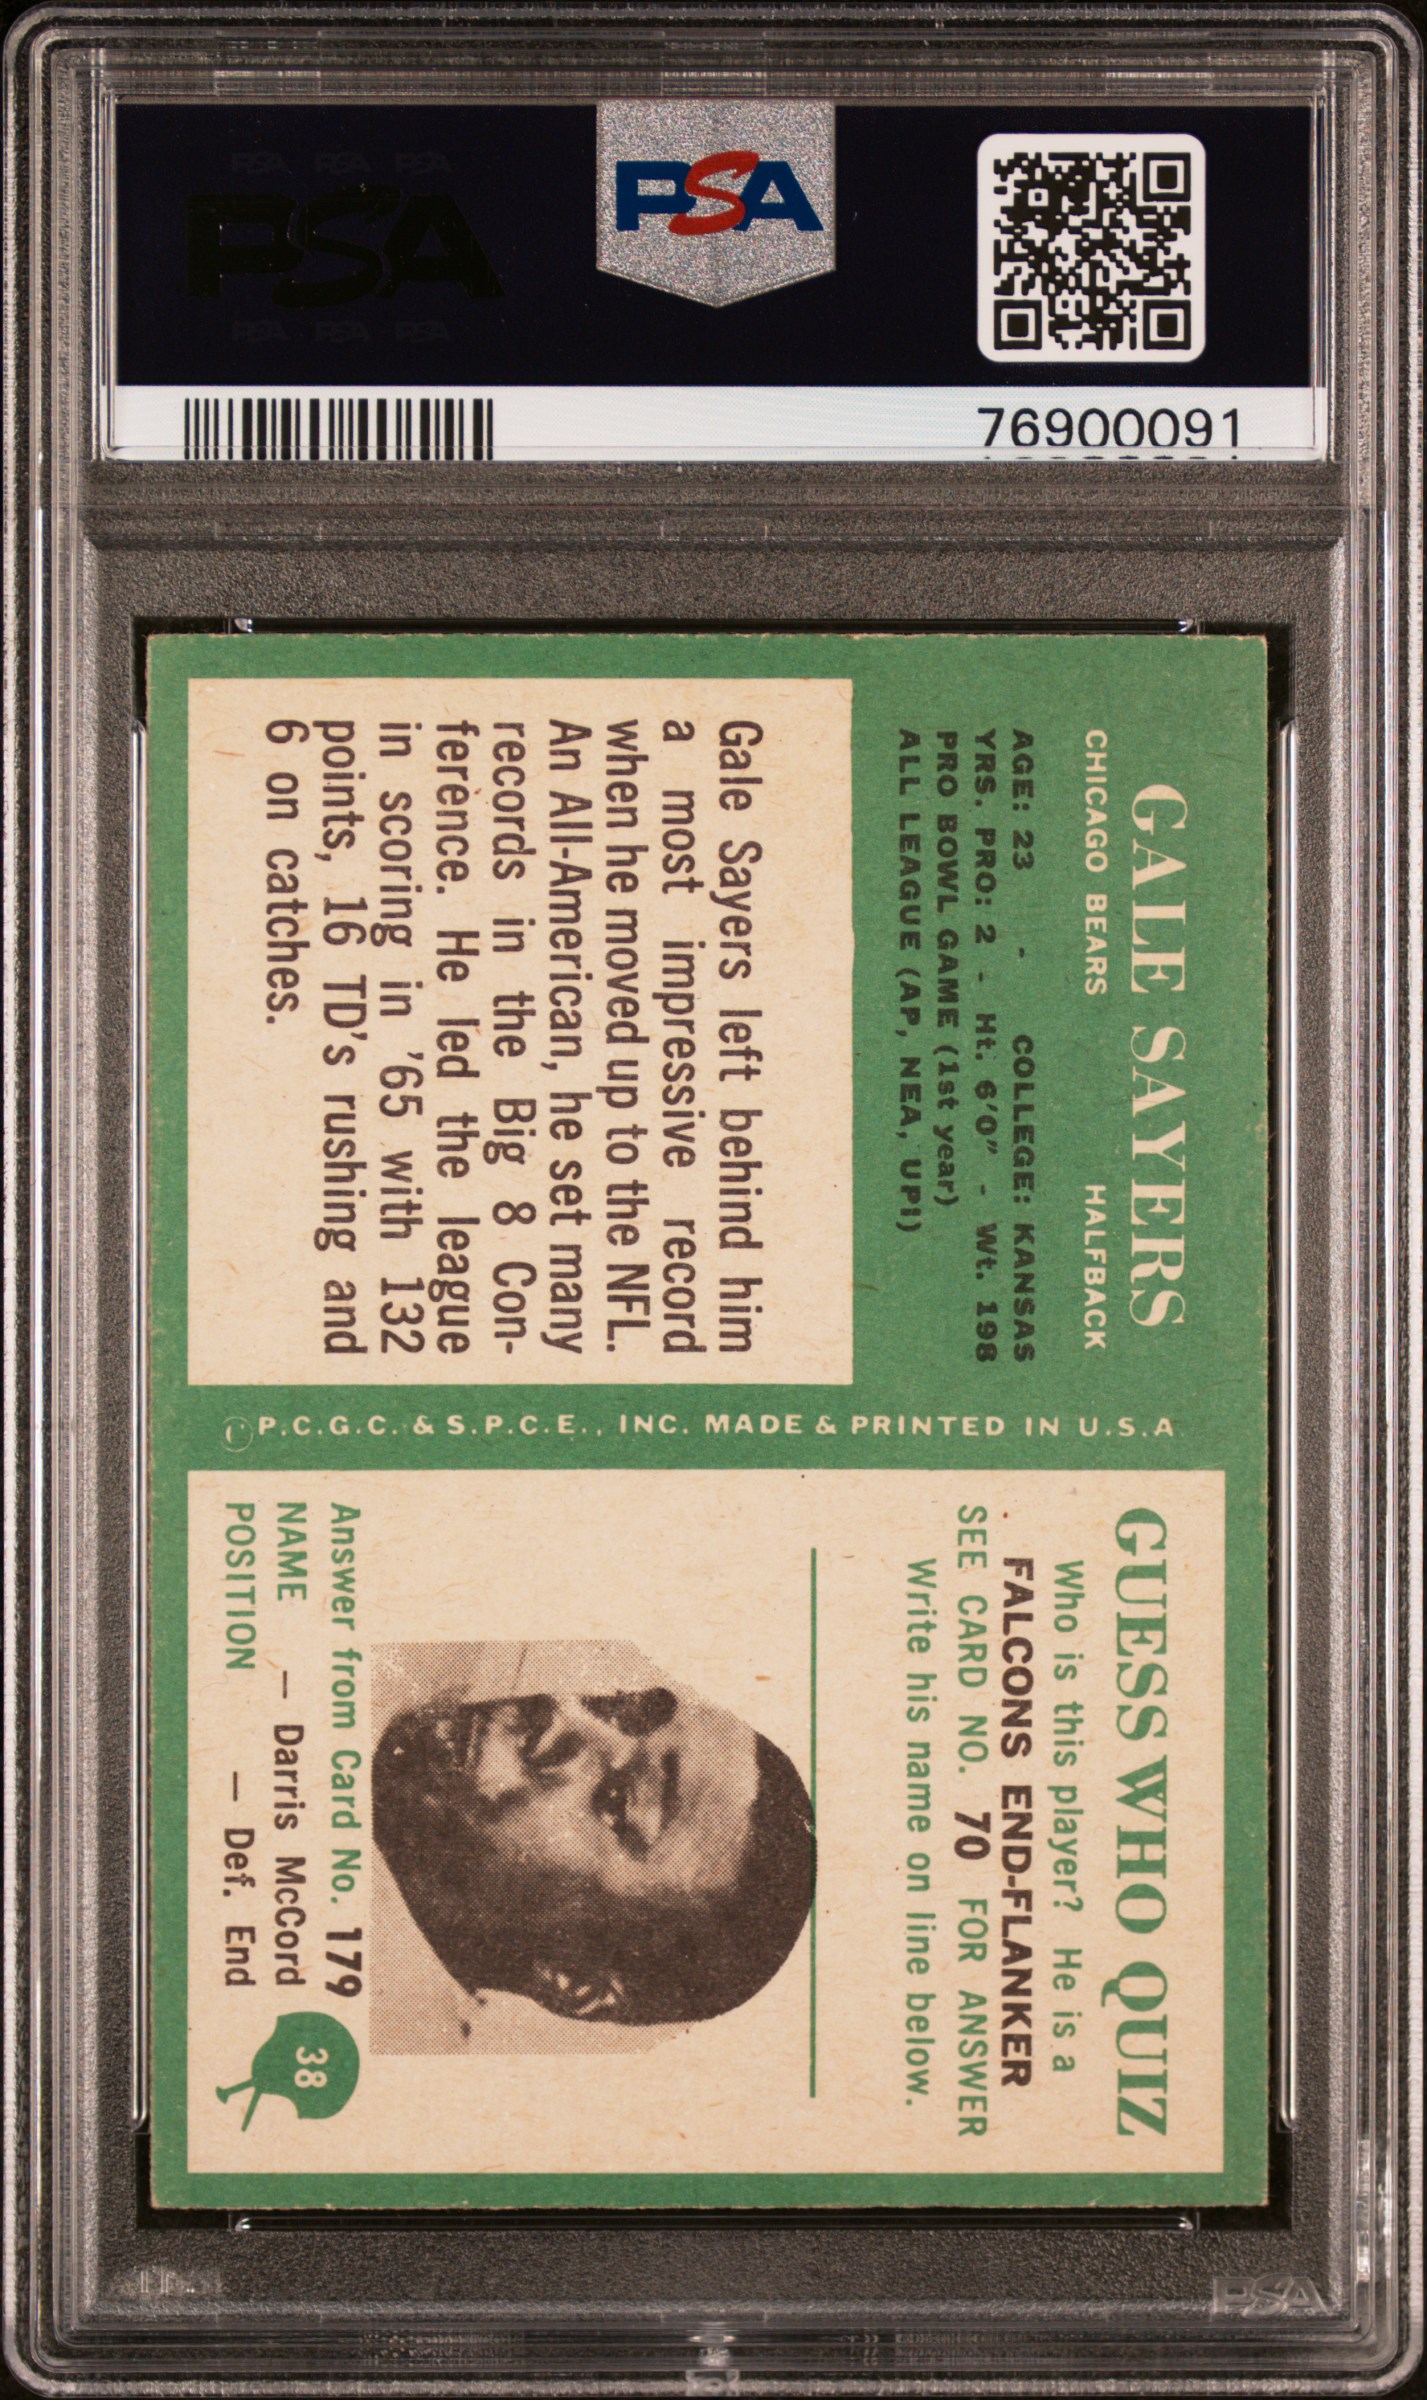 PSA PSA PSA
PSA
PSA PSA PSA
PSA
76900091
GALE SAYERS
CHICAGO BEARS HALFBACK
AGE: 23 - COLLEGE: KANSAS
YRS. PRO: 2 - Ht. 6'0" - Wt. 198
PRO BOWL GAME (1st year)
ALL LEAGUE (AP, NEA, UPI)
Gale Sayers left behind him
a most impressive record
when he moved up to the NFL.
An All-American, he set many
records in the Big 8 Con-
ference. He led the league
in scoring in '65 with 132
points, 16 TD's rushing and
6 on catches.
©P.C.G.C. & S.P.C.E., INC. MADE & PRINTED IN U.S.A
GUESS WHO QUIZ
Who is this player? He is a
FALCONS END-FLANKER
SEE CARD NO. 70 FOR ANSWER
Write his name on line below.
Answer from Card No. 179
NAME — Darris McCord
POSITION — Def. End
38
PSA